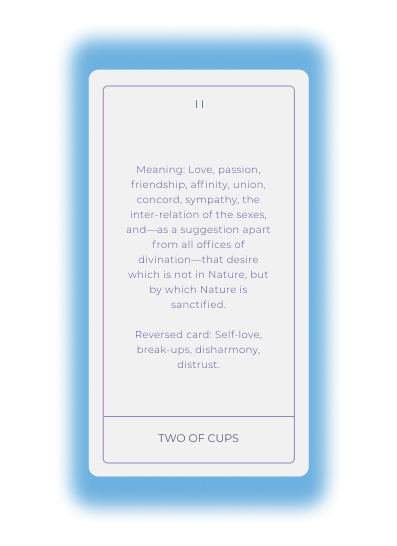 II
Meaning: Love, passion,
friendship, affinity, union,
concord, sympathy, the
inter-relation of the sexes,
and—as a suggestion apart
from all offices of
divination—that desire
which is not in Nature, but
by which Nature is
sanctified.
Reversed card: Self-love,
break-ups, disharmony,
distrust.
TWO OF CUPS